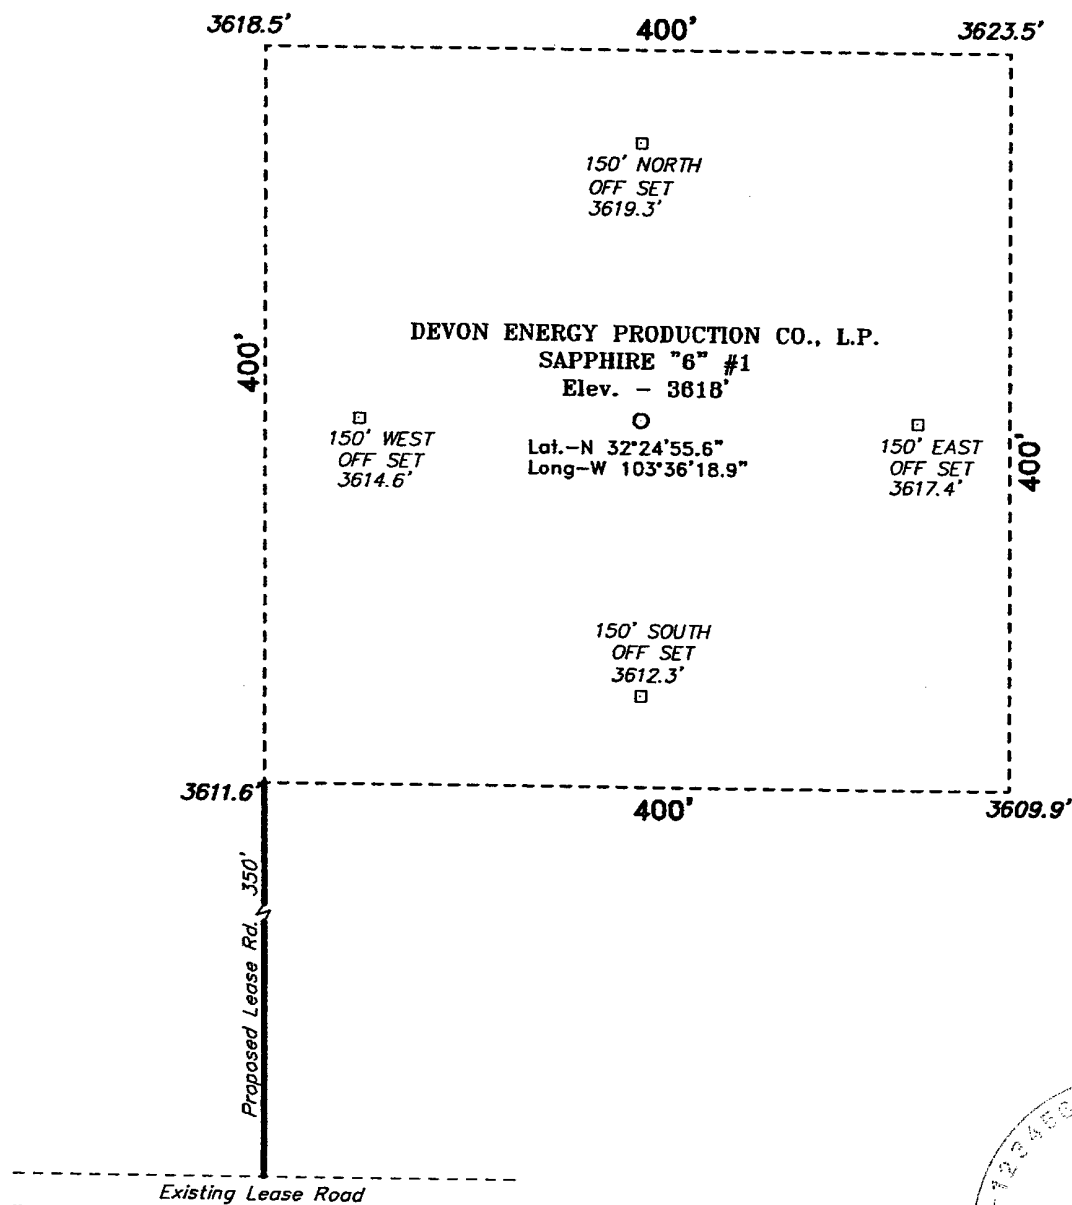 3618.5'
400'
3623.5'
150' NORTH
OFF SET
3619.3'
400'
DEVON ENERGY PRODUCTION CO., L.P.
SAPPHIRE "6" #1
Elev. - 3618'
Lat.-N 32°24'55.6"
Long-W 103°36'18.9"
150' WEST
OFF SET
3614.6'
150' EAST
OFF SET
3617.4'
400'
150' SOUTH
OFF SET
3612.3'
3611.6'
400'
3609.9'
Proposed Lease Rd. 350'
Existing Lease Road